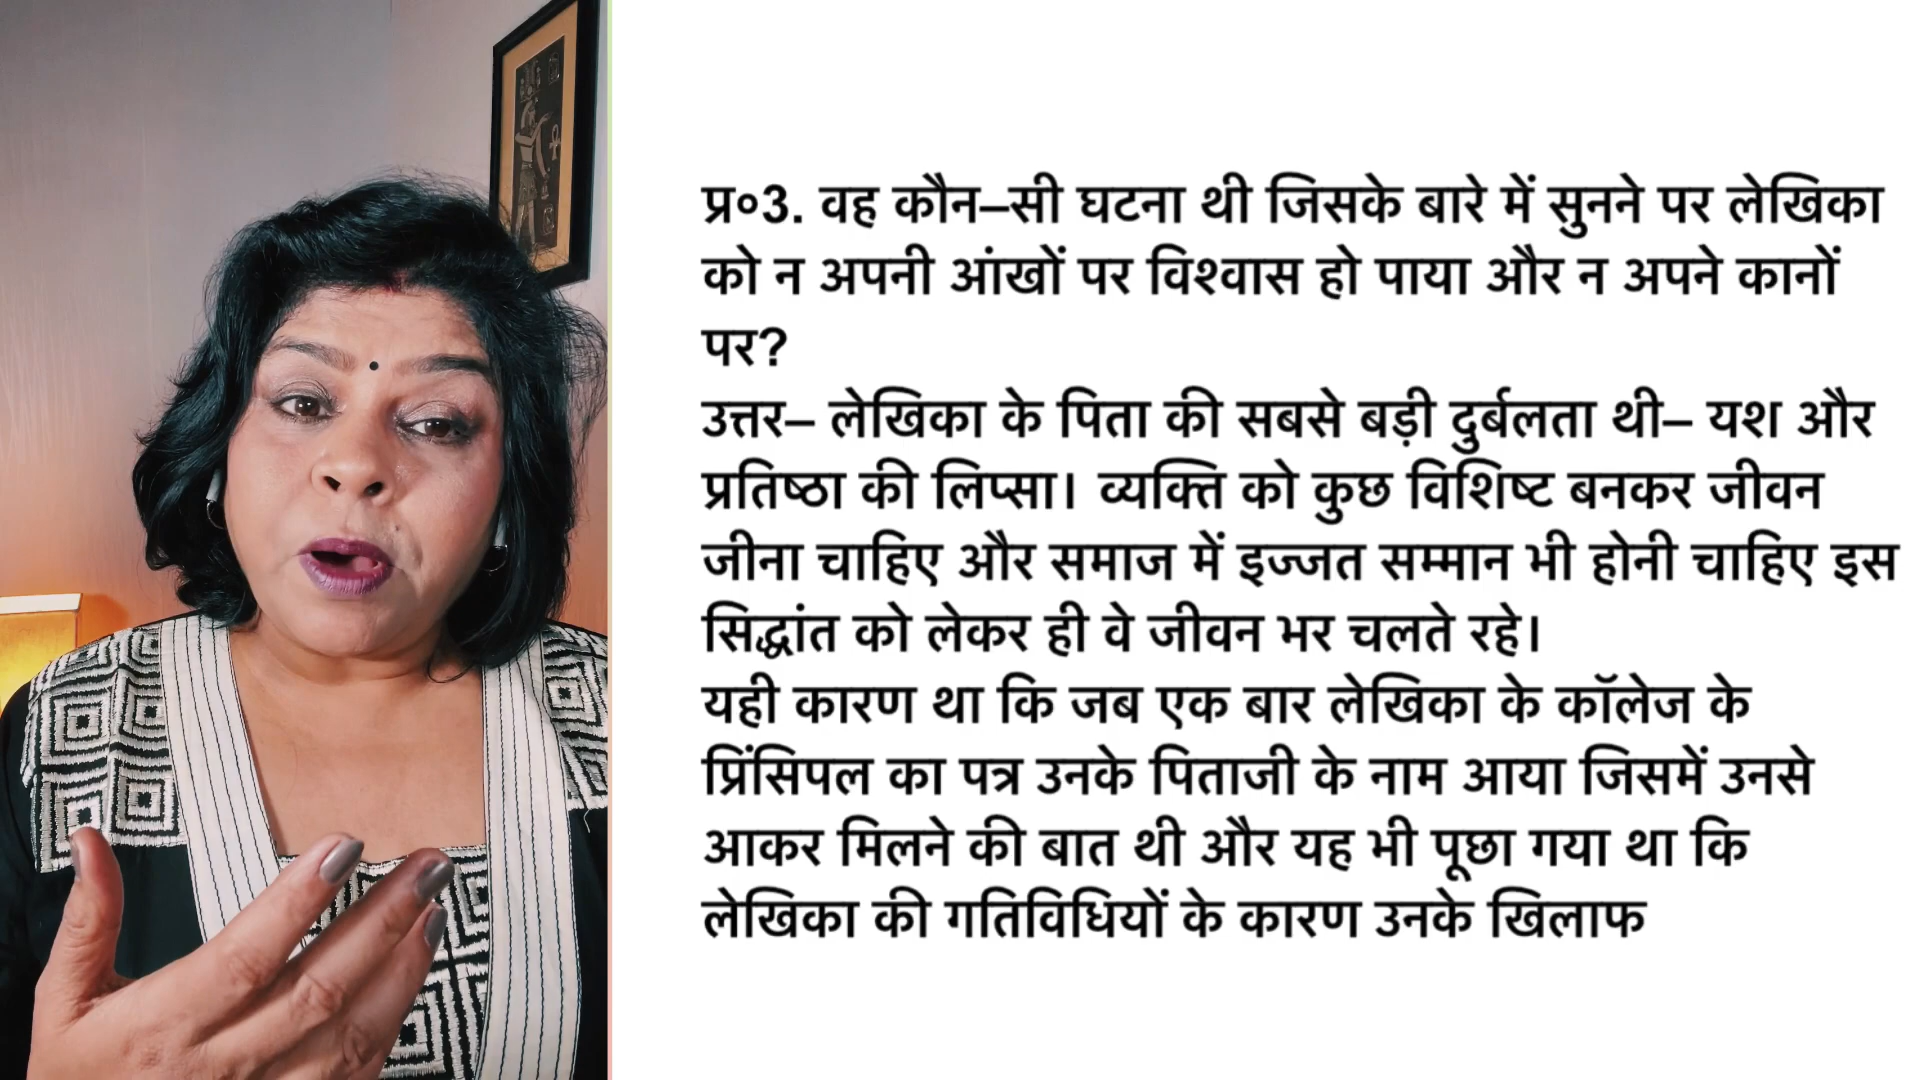 प्र०3. वह कौन–सी घटना थी जिसके बारे में सुनने पर लेखिका
को न अपनी आंखों पर विश्वास हो पाया और न अपने कानों
पर?
उत्तर– लेखिका के पिता की सबसे बड़ी दुर्बलता थी– यश और
प्रतिष्ठा की लिप्सा। व्यक्ति को कुछ विशिष्ट बनकर जीवन
जीना चाहिए और समाज में इज्जत सम्मान भी होनी चाहिए इस
सिद्धांत को लेकर ही वे जीवन भर चलते रहे।
यही कारण था कि जब एक बार लेखिका के कॉलेज के
प्रिंसिपल का पत्र उनके पिताजी के नाम आया जिसमें उनसे
आकर मिलने की बात थी और यह भी पूछा गया था कि
लेखिका की गतिविधियों के कारण उनके खिलाफ